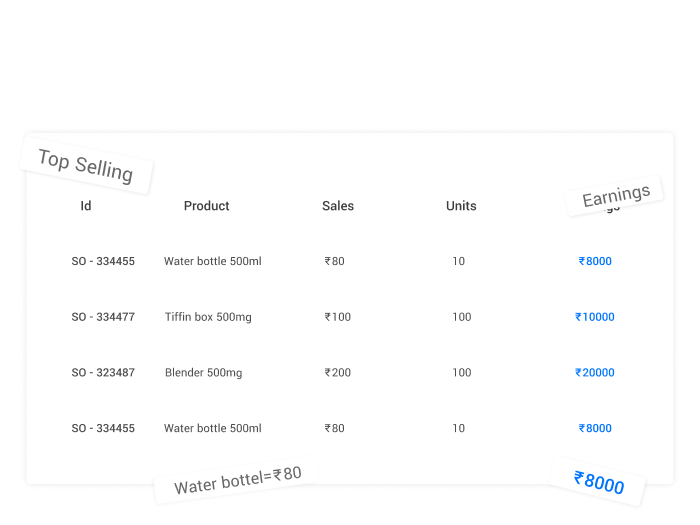 Top Selling
Earnings
Id Product Sales Units
SO - 334455 Water bottle 500ml ₹80 10 ₹8000
SO - 334477 Tiffin box 500mg ₹100 100 ₹10000
SO - 323487 Blender 500mg ₹200 100 ₹20000
SO - 334455 Water bottle 500ml ₹80 10 ₹8000
Water bottel=₹80
₹8000